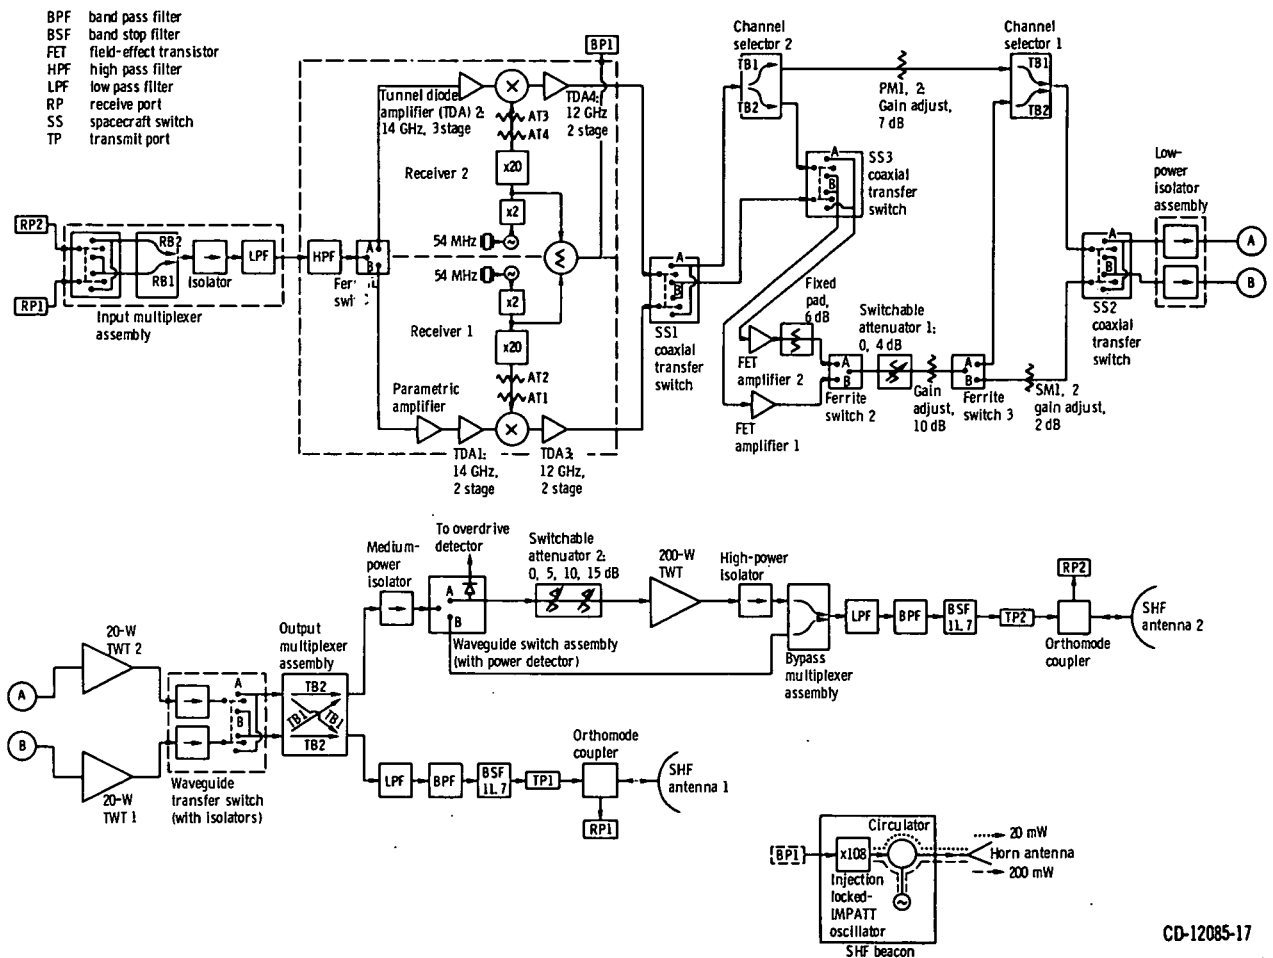 BPF band pass filter
BSF band stop filter
FET field-effect transistor
HPF high pass filter
LPF low pass filter
RP receive port
SS spacecraft switch
TP transmit port
BP1
Tunnel diode
amplifier (TDA) 2:
14 GHz, 3 stage
TDA4:
12 GHz
2 stage
AT3
AT4
x20
Receiver 2
x2
54 MHz
54 MHz
x2
Receiver 1
x20
AT2
AT1
Parametric
amplifier
TDA1:
14 GHz,
2 stage
TDA3:
12 GHz,
2 stage
RP2
RP1
RB2
RB1
Isolator
LPF
Input multiplexer
assembly
HPF
A
B
A
B
SS1
coaxial
transfer
switch
Channel
selector 2
TB1
TB2
PM1, 2:
Gain adjust,
7 dB
Channel
selector 1
TB1
TB2
A
B
SS3
coaxial
transfer
switch
Fixed
pad,
6 dB
FET
amplifier 2
FET
amplifier 1
A
B
Ferrite
switch 2
Switchable
attenuator 1:
0, 4 dB
Gain
adjust,
10 dB
A
B
Ferrite
switch 3
SM1, 2
gain adjust,
2 dB
A
B
SS2
coaxial
transfer
switch
Low-
power
isolator
assembly
A
B
To overdrive
detector
Medium-
power
isolator
A
B
Waveguide switch assembly
(with power detector)
Switchable
attenuator 2:
0, 5, 10, 15 dB
200-W
TWT
High-power
isolator
Bypass
multiplexer
assembly
LPF
BPF
BSF
11.7
TP2
RP2
Orthomode
coupler
SHF
antenna 2
A
B
20-W
TWT 2
20-W
TWT 1
A
B
Waveguide
transfer switch
(with isolators)
Output
multiplexer
assembly
TB2
TB1
TB1
TB2
LPF
BPF
BSF
11.7
TP1
Orthomode
coupler
RP1
SHF
antenna 1
BP1
x108
Circulator
20 mW
Horn antenna
200 mW
Injection
locked-
IMPATT
oscillator
SHF beacon
CD-12085-17